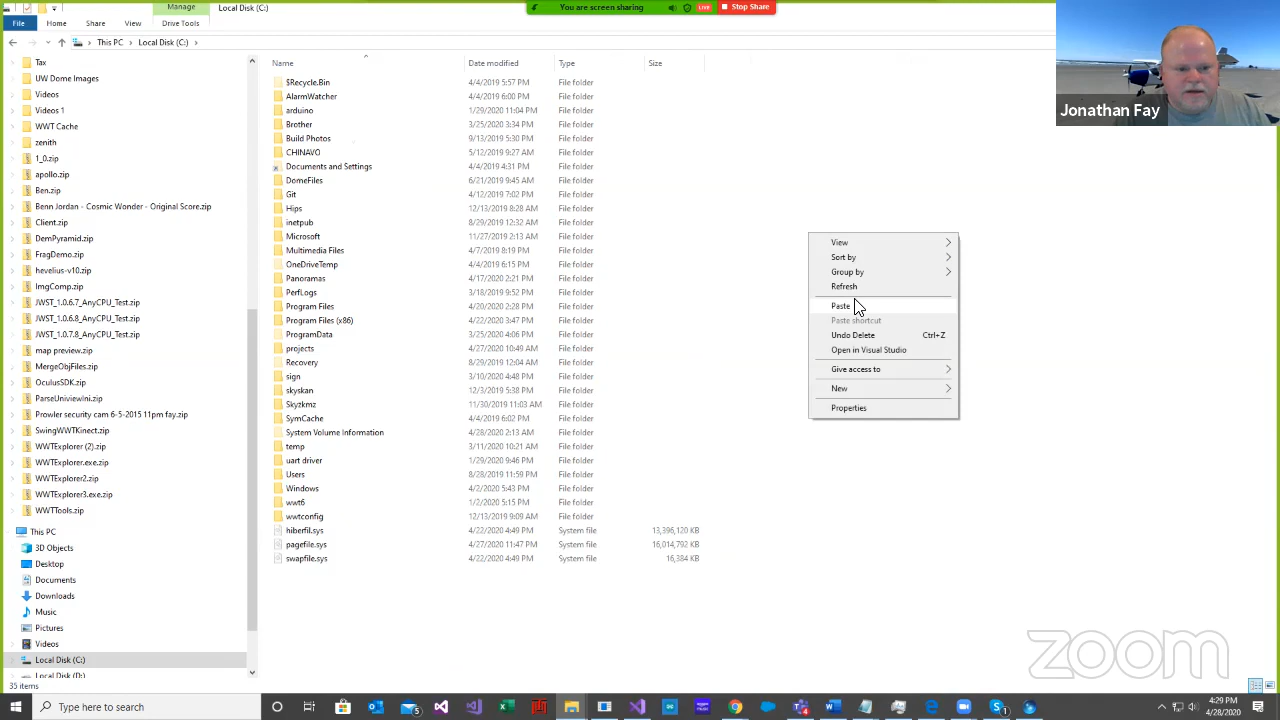 Manage
Local Disk (C:)
You are screen sharing
LIVE
Stop Share
File
Home
Share
View
Drive Tools
This PC
Local Disk (C:)
Jonathan Fay
Tax
UW Dome Images
Videos
Videos 1
WWT Cache
zenith
1_0.zip
apollo.zip
Ben.zip
Benn Jordan - Cosmic Wonder - Original Score.zip
Client.zip
DemPyramid.zip
FragDemo.zip
hevelius-v10.zip
ImgComp.zip
JWST_1.0.6.7_AnyCPU_Test.zip
JWST_1.0.6.8_AnyCPU_Test.zip
JWST_1.0.7.8_AnyCPU_Test.zip
map preview.zip
MergeObjFiles.zip
OculusSDK.zip
ParseUniviewIni.zip
Prowler security cam 6-5-2015 11pm fay.zip
SwingWWTKinect.zip
WWTExplorer (2).zip
WWTExplorer.exe.zip
WWTExplorer2.zip
WWTExplorer3.exe.zip
WWTTools.zip
This PC
3D Objects
Desktop
Documents
Downloads
Music
Pictures
Videos
Local Disk (C:)
Local Disk (D:)
Name Date modified Type Size
$Recycle.Bin 4/4/2019 5:57 PM File folder
AlarmWatcher 4/4/2019 6:00 PM File folder
arduino 1/29/2020 11:04 PM File folder
Brother 3/25/2020 3:34 PM File folder
Build Photos 9/13/2019 5:30 PM File folder
CHINAVO 5/12/2019 9:27 AM File folder
Documents and Settings 4/4/2019 4:31 PM File folder
DomeFiles 6/21/2019 9:45 AM File folder
Git 4/12/2019 7:02 PM File folder
Hips 12/13/2019 8:28 AM File folder
inetpub 8/29/2019 12:32 AM File folder
Microsoft 11/27/2019 2:13 AM File folder
Multimedia Files 4/7/2019 8:19 PM File folder
OneDriveTemp 4/4/2019 6:15 PM File folder
Panoramas 4/17/2020 2:21 PM File folder
PerfLogs 3/18/2019 9:52 PM File folder
Program Files 4/20/2020 2:28 PM File folder
Program Files (x86) 4/22/2020 3:47 PM File folder
ProgramData 3/25/2020 4:06 PM File folder
projects 4/27/2020 10:49 AM File folder
Recovery 8/29/2019 12:04 AM File folder
sign 3/10/2020 4:48 PM File folder
skyskan 12/3/2019 5:38 PM File folder
Skyzkmz 11/30/2019 11:03 AM File folder
SymCache 4/4/2019 6:02 PM File folder
System Volume Information 4/28/2020 2:13 AM File folder
temp 3/11/2020 10:21 AM File folder
uart driver 1/29/2020 9:46 PM File folder
Users 8/28/2019 11:59 PM File folder
Windows 4/2/2020 5:43 PM File folder
wwt6 1/2/2020 5:15 PM File folder
wwtconfig 12/13/2019 9:09 AM File folder
hiberfil.sys 4/22/2020 4:49 PM System file 13,396,120 KB
pagefile.sys 4/27/2020 11:47 PM System file 16,014,792 KB
swapfile.sys 4/22/2020 4:49 PM System file 16,384 KB
View
Sort by
Group by
Refresh
Paste
Paste shortcut
Undo Delete Ctrl+Z
Open in Visual Studio
Give access to
New
Properties
zoom
35 items
Type here to search
5
4
1
4:29 PM
4/28/2020